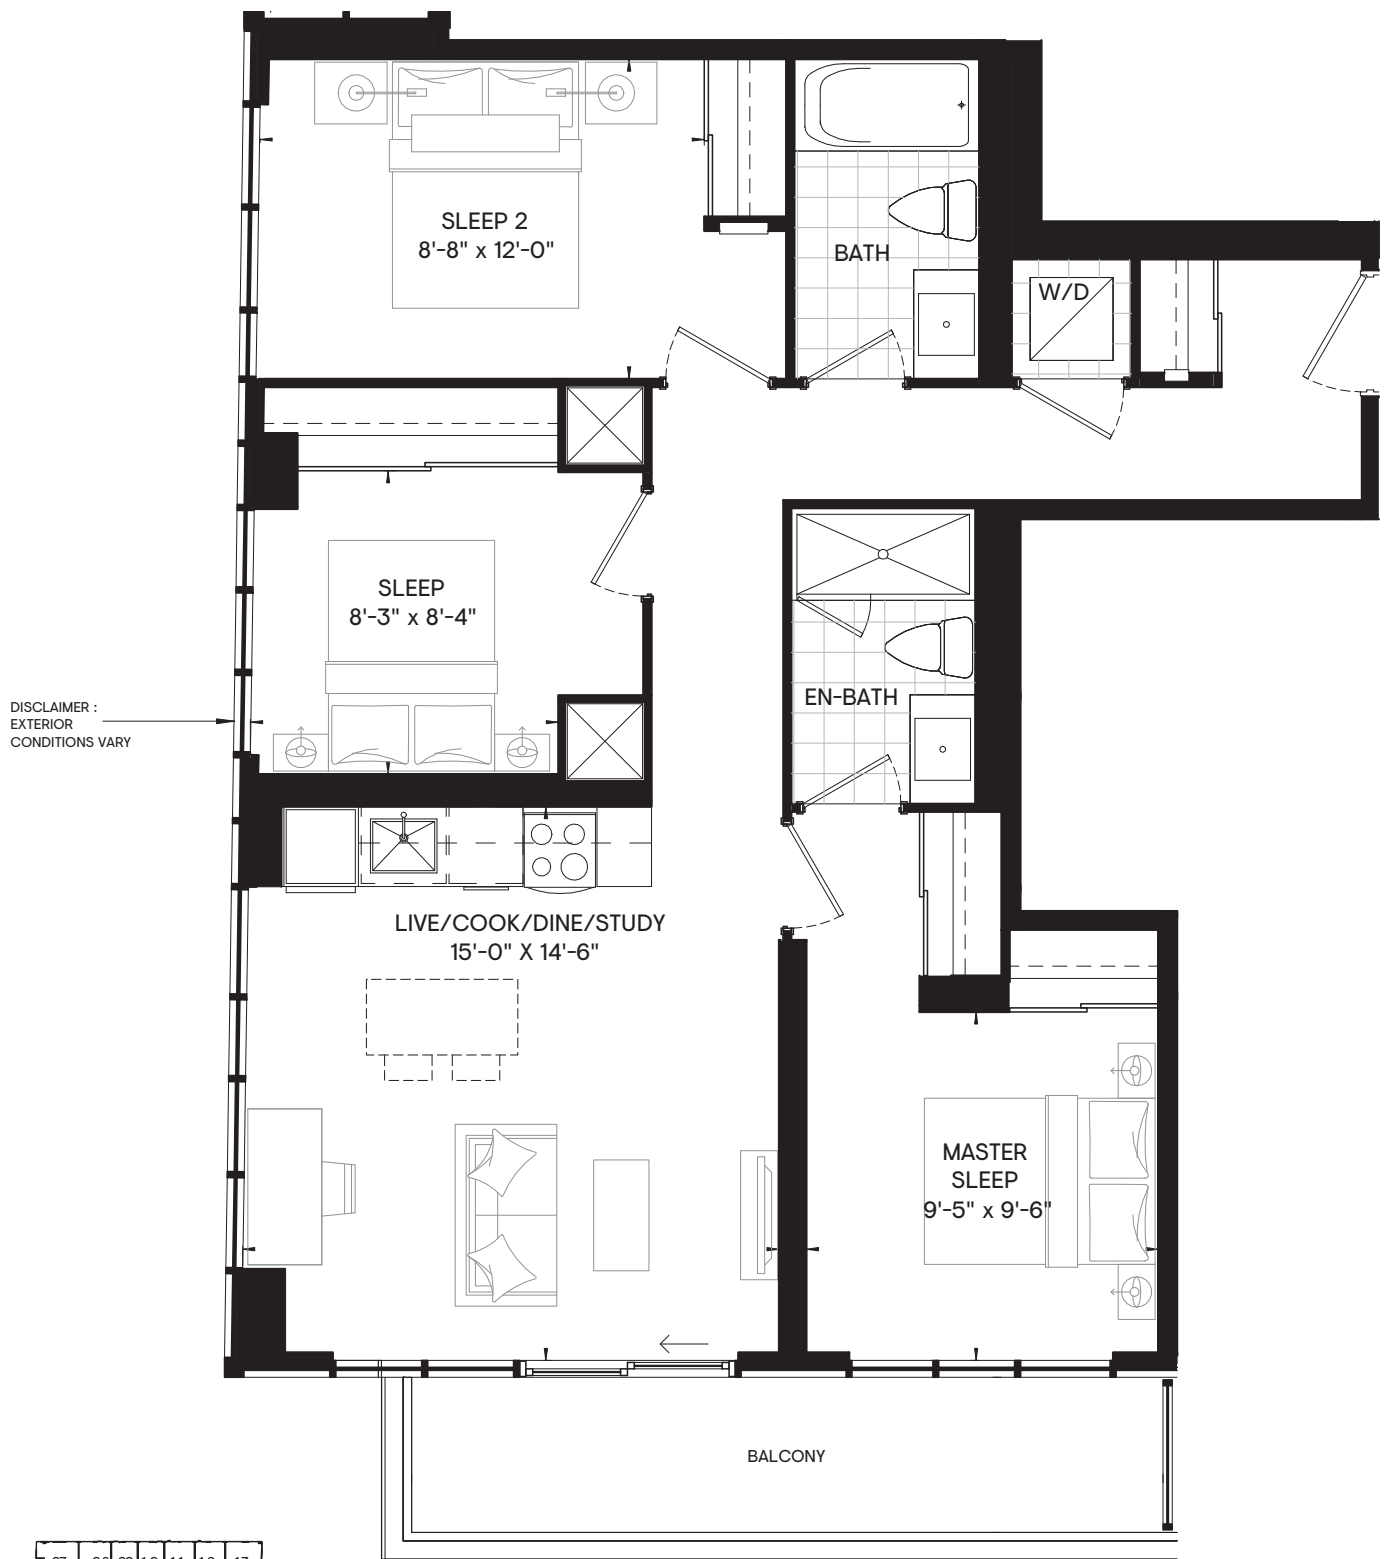 SLEEP 2
8'-8" x 12'-0"
BATH
W/D
SLEEP
8'-3" x 8'-4"
EN-BATH
DISCLAIMER :
EXTERIOR
CONDITIONS VARY
LIVE/COOK/DINE/STUDY
15'-0" X 14'-6"
MASTER
SLEEP
9'-5" x 9'-6"
BALCONY